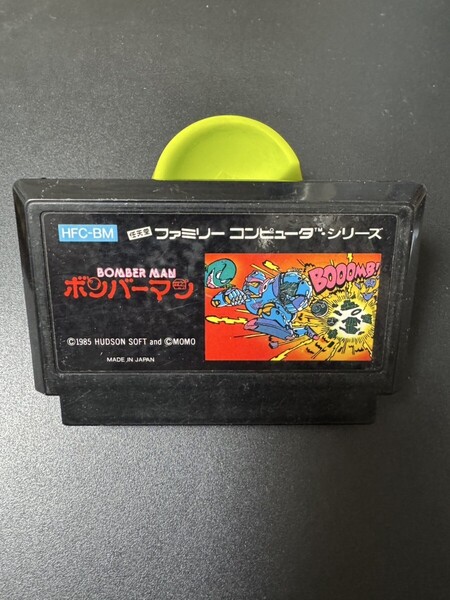 HFC-BM 任天堂 ファミリー コンピュータ™・シリーズ
BOMBER MAN
ボンバーマン
BOOOMB!
©1985 HUDSON SOFT and ©MOMO
MADE IN JAPAN